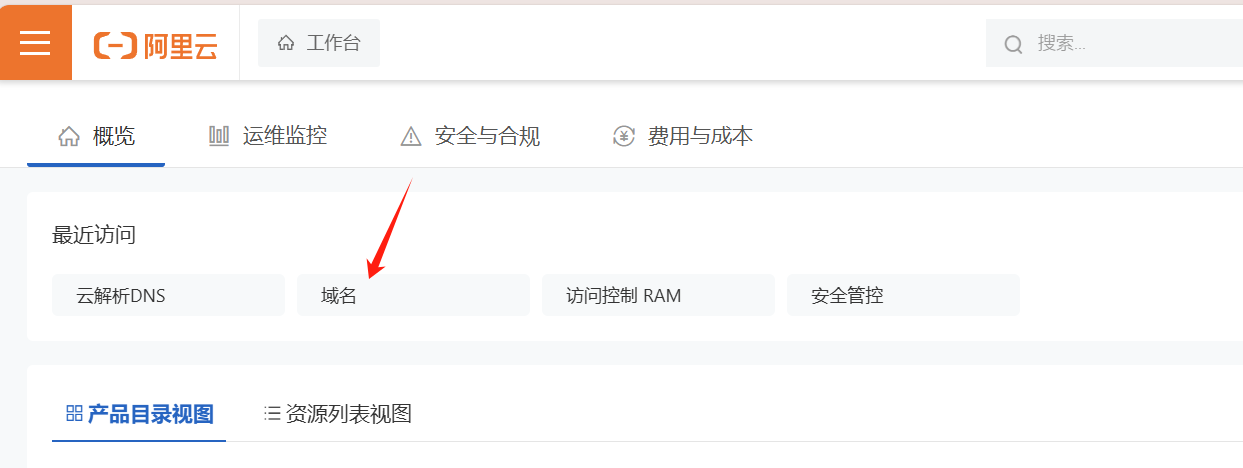 阿里云 工作台 搜索...
概览 运维监控 安全与合规 费用与成本
最近访问
云解析DNS 域名 访问控制 RAM 安全管控
产品目录视图 资源列表视图